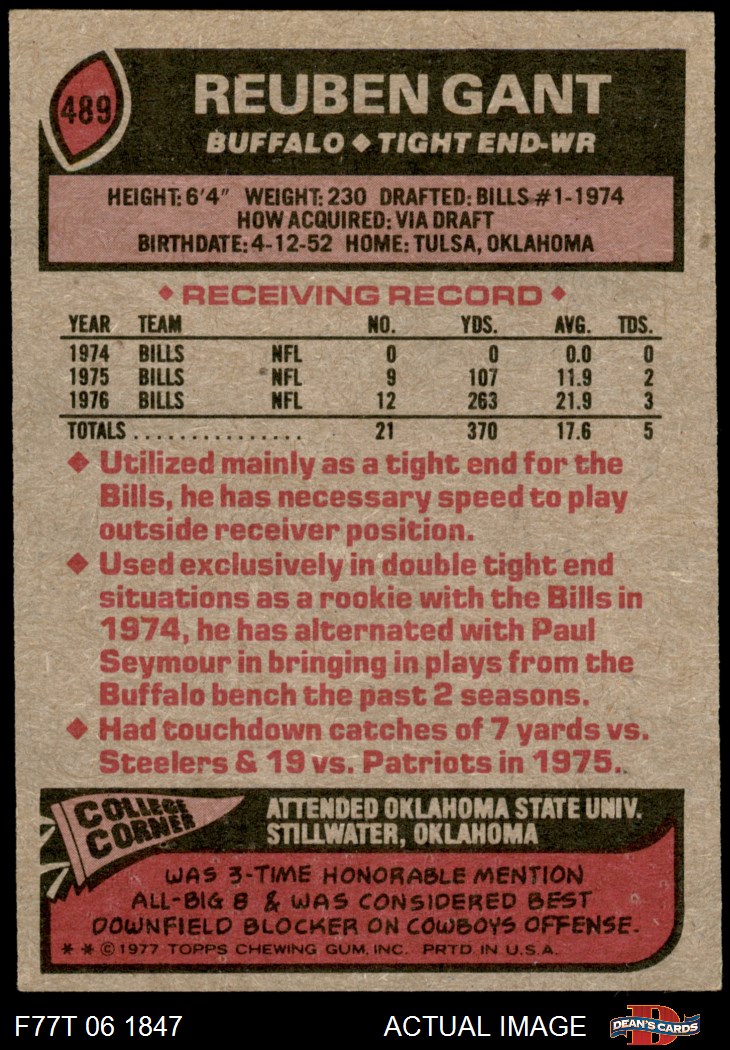 489
REUBEN GANT
BUFFALO ♦ TIGHT END-WR
HEIGHT: 6'4" WEIGHT: 230 DRAFTED: BILLS #1-1974
HOW ACQUIRED: VIA DRAFT
BIRTHDATE: 4-12-52 HOME: TULSA, OKLAHOMA
♦ RECEIVING RECORD ♦
YEAR TEAM NO. YDS. AVG. TDS.
1974 BILLS NFL 0 0 0.0 0
1975 BILLS NFL 9 107 11.9 2
1976 BILLS NFL 12 263 21.9 3
TOTALS ................ 21 370 17.6 5
♦ Utilized mainly as a tight end for the
Bills, he has necessary speed to play
outside receiver position.
♦ Used exclusively in double tight end
situations as a rookie with the Bills in
1974, he has alternated with Paul
Seymour in bringing in plays from the
Buffalo bench the past 2 seasons.
♦ Had touchdown catches of 7 yards vs.
Steelers & 19 vs. Patriots in 1975.
COLLEGE
CORNER
ATTENDED OKLAHOMA STATE UNIV.
STILLWATER, OKLAHOMA
WAS 3-TIME HONORABLE MENTION
ALL-BIG 8 & WAS CONSIDERED BEST
DOWNFIELD BLOCKER ON COWBOYS OFFENSE.
* * © 1977 TOPPS CHEWING GUM, INC. PRTD. IN U.S.A.
F77T 06 1847 ACTUAL IMAGE D DEAN'S CARDS